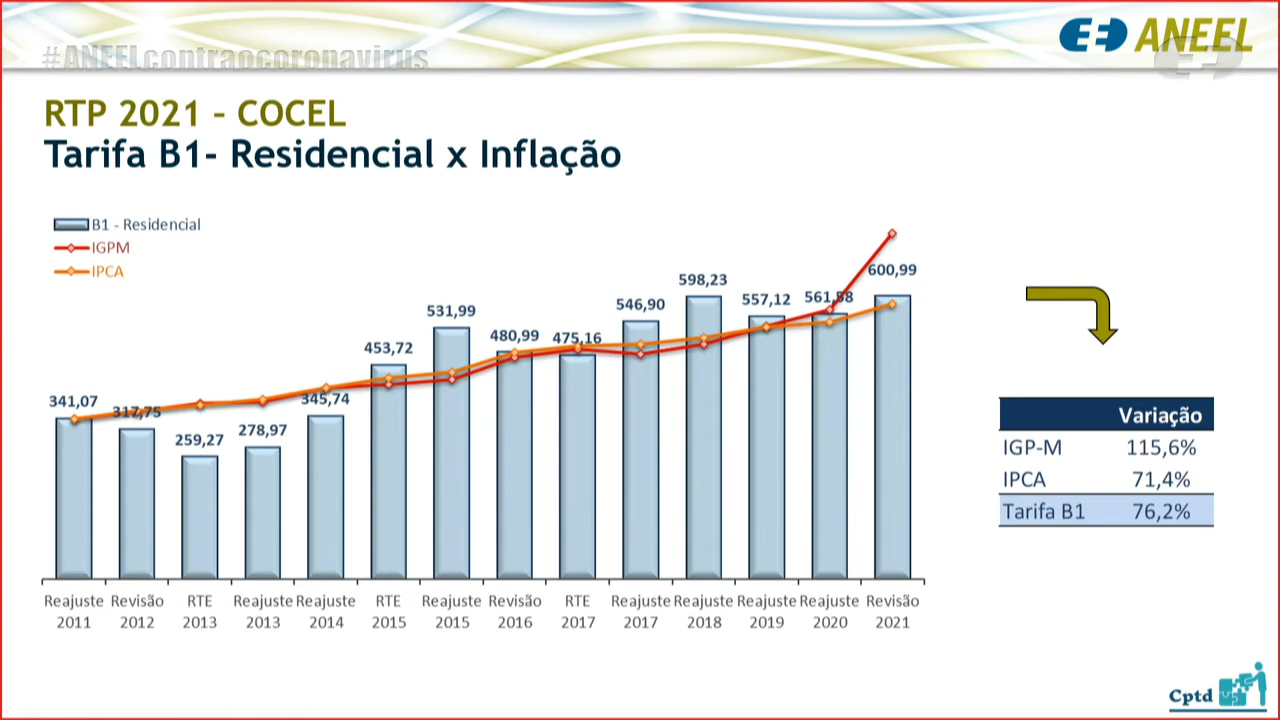 #ANEELcontraocoronavirus
ANEEL
RTP 2021 – COCEL
Tarifa B1- Residencial x Inflação
B1 - Residencial
IGPM
IPCA
341,07
317,75
259,27
278,97
345,74
453,72
531,99
480,99
475,16
546,90
598,23
557,12
561,58
600,99
Reajuste Revisão RTE Reajuste Reajuste RTE Reajuste Revisão RTE Reajuste Reajuste Reajuste Reajuste Revisão
2011 2012 2013 2013 2014 2015 2015 2016 2017 2017 2018 2019 2020 2021
Variação
IGP-M 115,6%
IPCA 71,4%
Tarifa B1 76,2%
Cptd